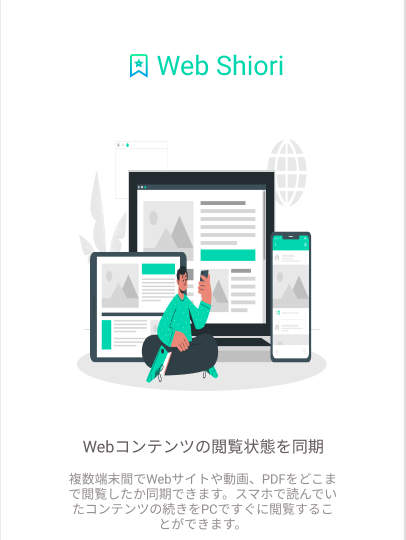 Web Shiori
Webコンテンツの閲覧状態を同期
複数端末間でWebサイトや動画、PDFをどこま
で閲覧したか同期できます。スマホで読んでい
たコンテンツの続きをPCですぐに閲覧するこ
とができます。